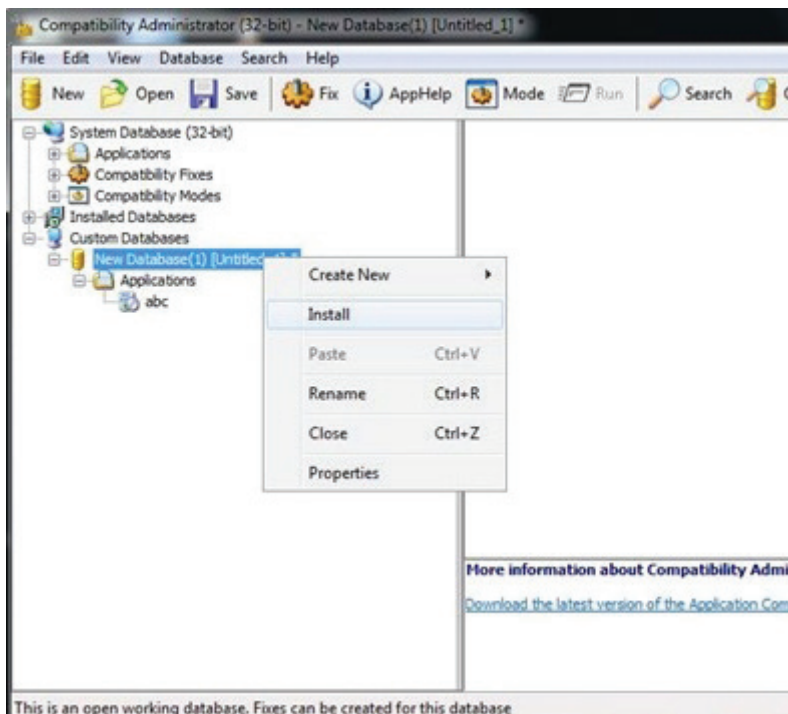 Compatibility Administrator (32-bit) - New Database(1) [Untitled_1] *
File Edit View Database Search Help
New Open Save Fix AppHelp Mode Run Search
System Database (32-bit)
Applications
Compatibility Fixes
Compatibility Modes
Installed Databases
Custom Databases
New Database(1)
Applications
abc
Create New
Install
Paste Ctrl+V
Rename Ctrl+R
Close Ctrl+Z
Properties
More information about Compatibility Admi
Download the latest version of the Application Com
This is an open working database. Fixes can be created for this database